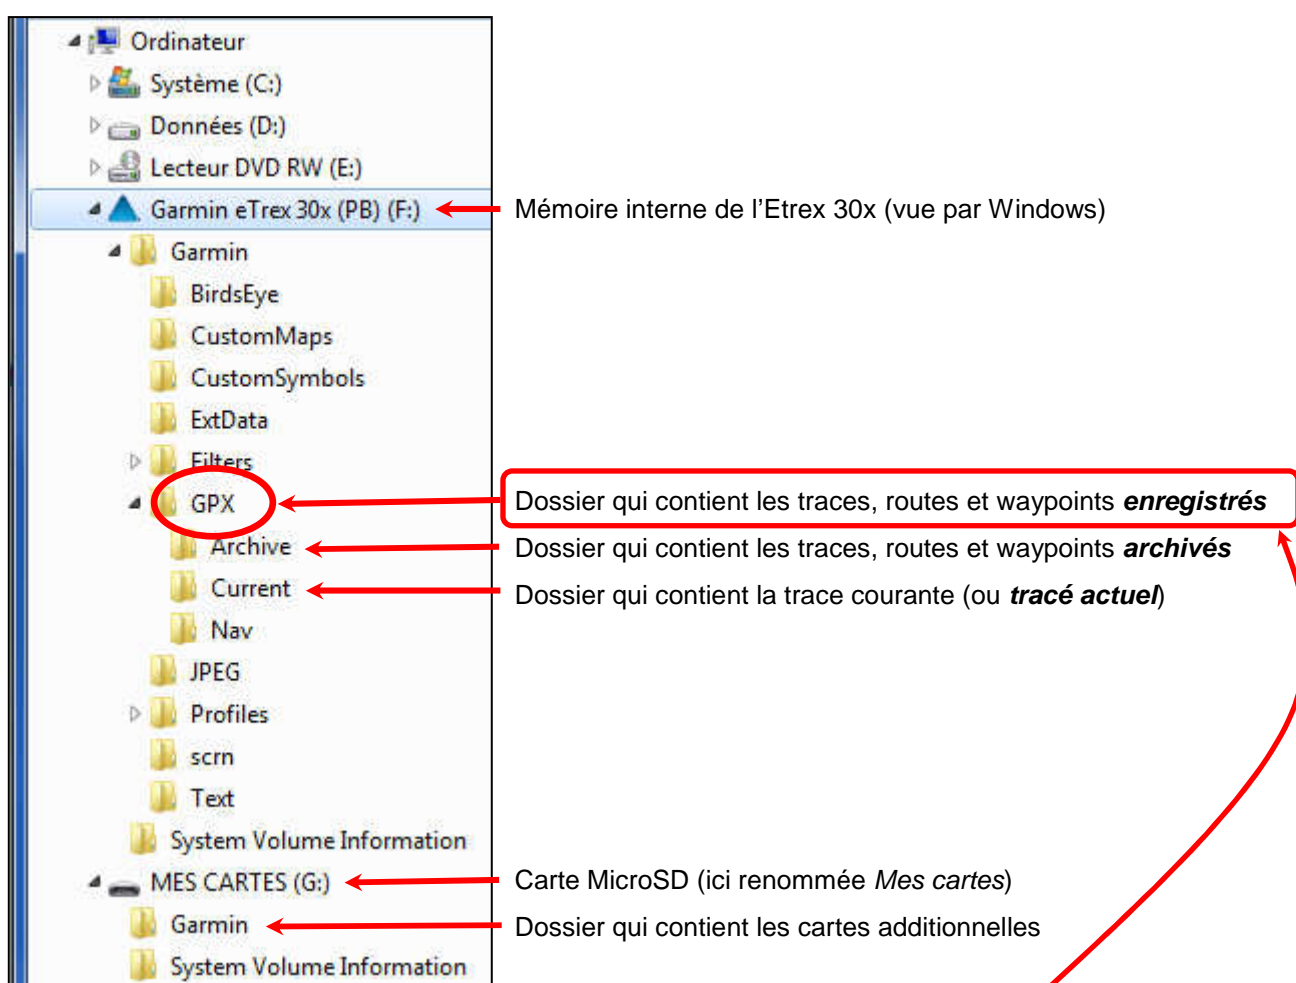 Ordinateur
Système (C:)
Données (D:)
Lecteur DVD RW (E:)
Garmin eTrex 30x (PB) (F:) Mémoire interne de l'Etrex 30x (vue par Windows)
Garmin
BirdsEye
CustomMaps
CustomSymbols
ExtData
Filters
GPX Dossier qui contient les traces, routes et waypoints enregistrés
Archive Dossier qui contient les traces, routes et waypoints archivés
Current Dossier qui contient la trace courante (ou tracé actuel)
Nav
JPEG
Profiles
scrn
Text
System Volume Information
MES CARTES (G:) Carte MicroSD (ici renommée Mes cartes)
Garmin Dossier qui contient les cartes additionnelles
System Volume Information